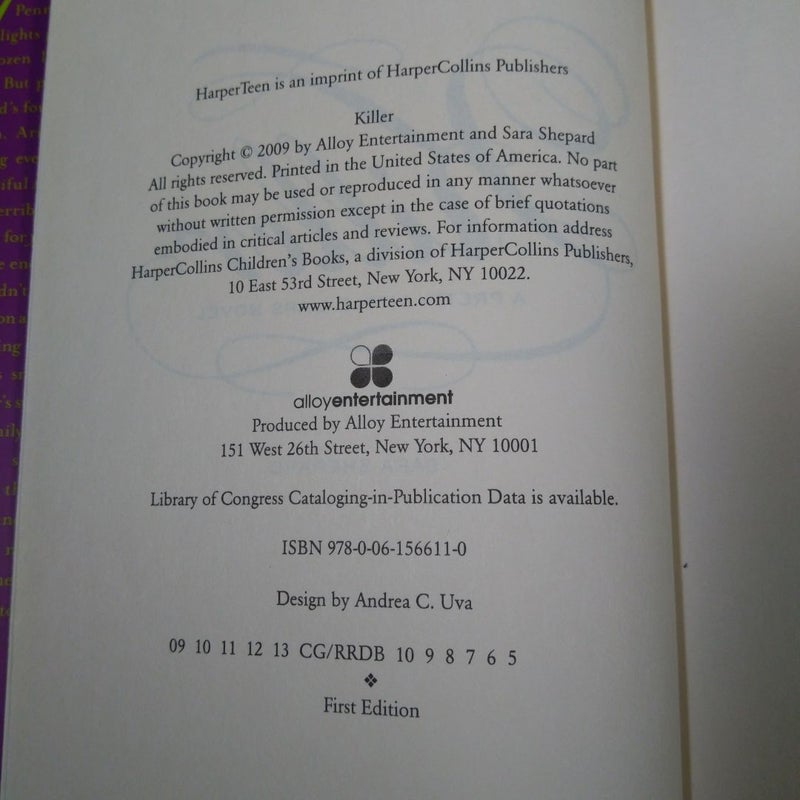 HarperTeen is an imprint of HarperCollins Publishers
Killer
Copyright © 2009 by Alloy Entertainment and Sara Shepard
All rights reserved. Printed in the United States of America. No part
of this book may be used or reproduced in any manner whatsoever
without written permission except in the case of brief quotations
embodied in critical articles and reviews. For information address
HarperCollins Children's Books, a division of HarperCollins Publishers,
10 East 53rd Street, New York, NY 10022.
www.harperteen.com
alloyentertainment
Produced by Alloy Entertainment
151 West 26th Street, New York, NY 10001
Library of Congress Cataloging-in-Publication Data is available.
ISBN 978-0-06-156611-0
Design by Andrea C. Uva
09 10 11 12 13 CG/RRDB 10 9 8 7 6 5
❖
First Edition